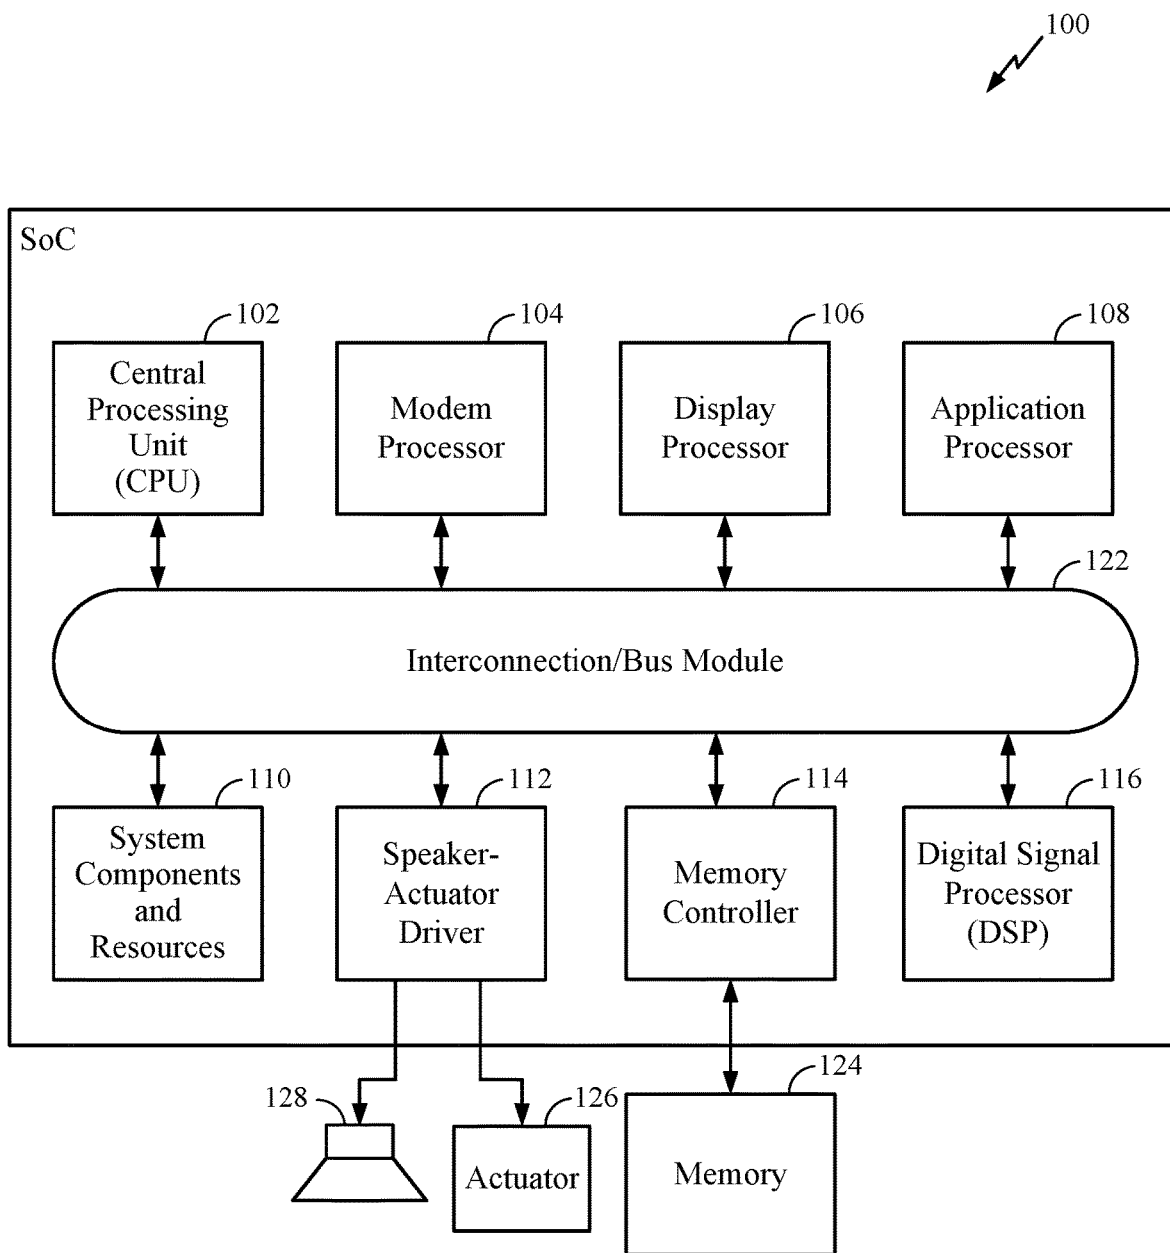 100
SoC
102
104
106
108
Central
Processing
Unit
(CPU)
Modem
Processor
Display
Processor
Application
Processor
122
Interconnection/Bus Module
110
112
114
116
System
Components
and
Resources
Speaker-
Actuator
Driver
Memory
Controller
Digital Signal
Processor
(DSP)
128
126
124
Actuator
Memory